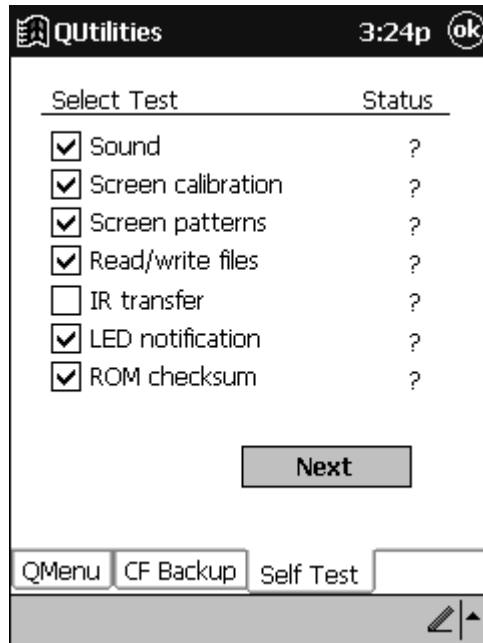 QUtilities 3:24p ok
Select Test Status
Sound ?
Screen calibration ?
Screen patterns ?
Read/write files ?
IR transfer ?
LED notification ?
ROM checksum ?
Next
QMenu CF Backup Self Test